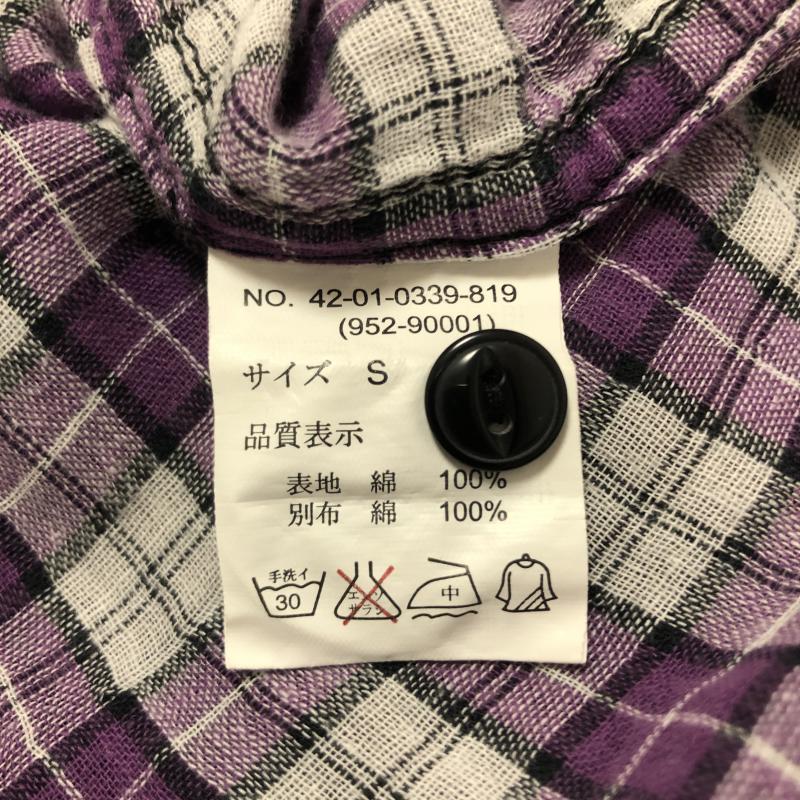 NO. 42-01-0339-819
(952-90001)
サイズ S
品質表示
表地 綿 100%
別布 綿 100%
手洗イ
30
エンソ
サラシ
中